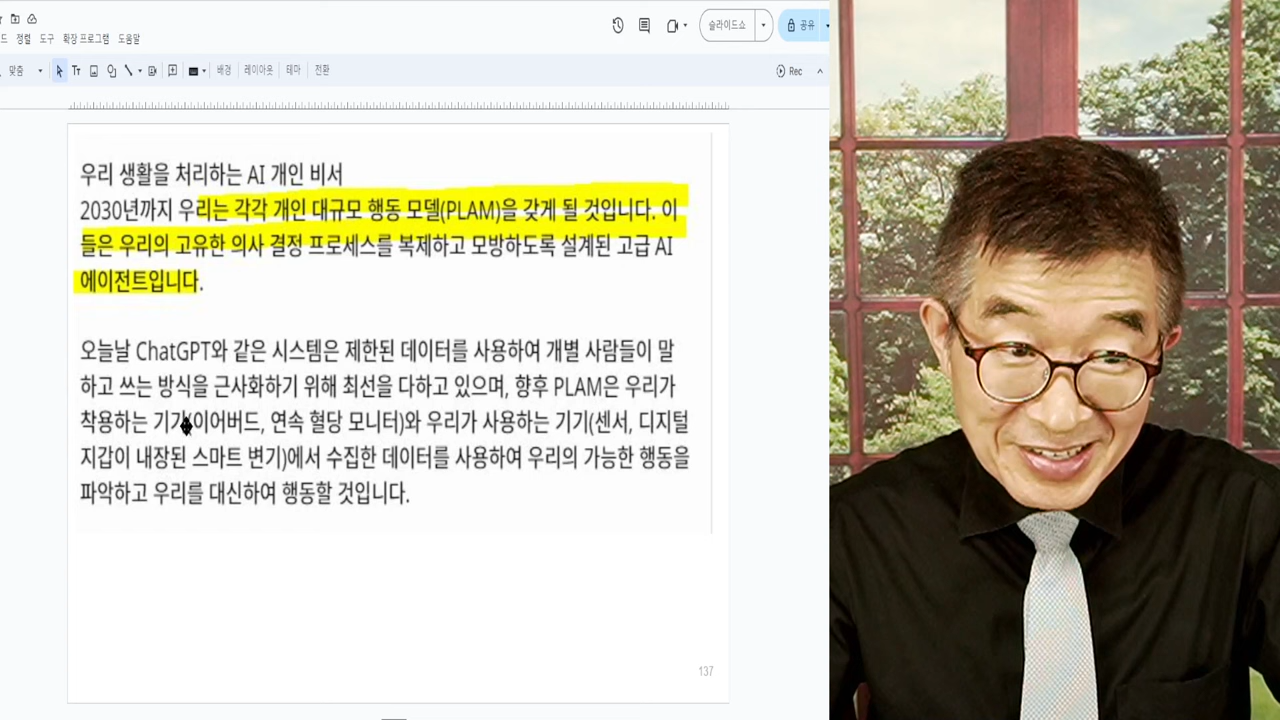 정렬 도구 확장 프로그램 도움말
슬라이드쇼
공유
맞춤
Tт
배경 레이아웃 테마 전환
Rec
우리 생활을 처리하는 AI 개인 비서
2030년까지 우리는 각각 개인 대규모 행동 모델(PLAM)을 갖게 될 것입니다. 이
들은 우리의 고유한 의사 결정 프로세스를 복제하고 모방하도록 설계된 고급 AI
에이전트입니다.
오늘날 ChatGPT와 같은 시스템은 제한된 데이터를 사용하여 개별 사람들이 말
하고 쓰는 방식을 근사화하기 위해 최선을 다하고 있으며, 향후 PLAM은 우리가
착용하는 기기(이어버드, 연속 혈당 모니터)와 우리가 사용하는 기기(센서, 디지털
지갑이 내장된 스마트 변기)에서 수집한 데이터를 사용하여 우리의 가능한 행동을
파악하고 우리를 대신하여 행동할 것입니다.
137